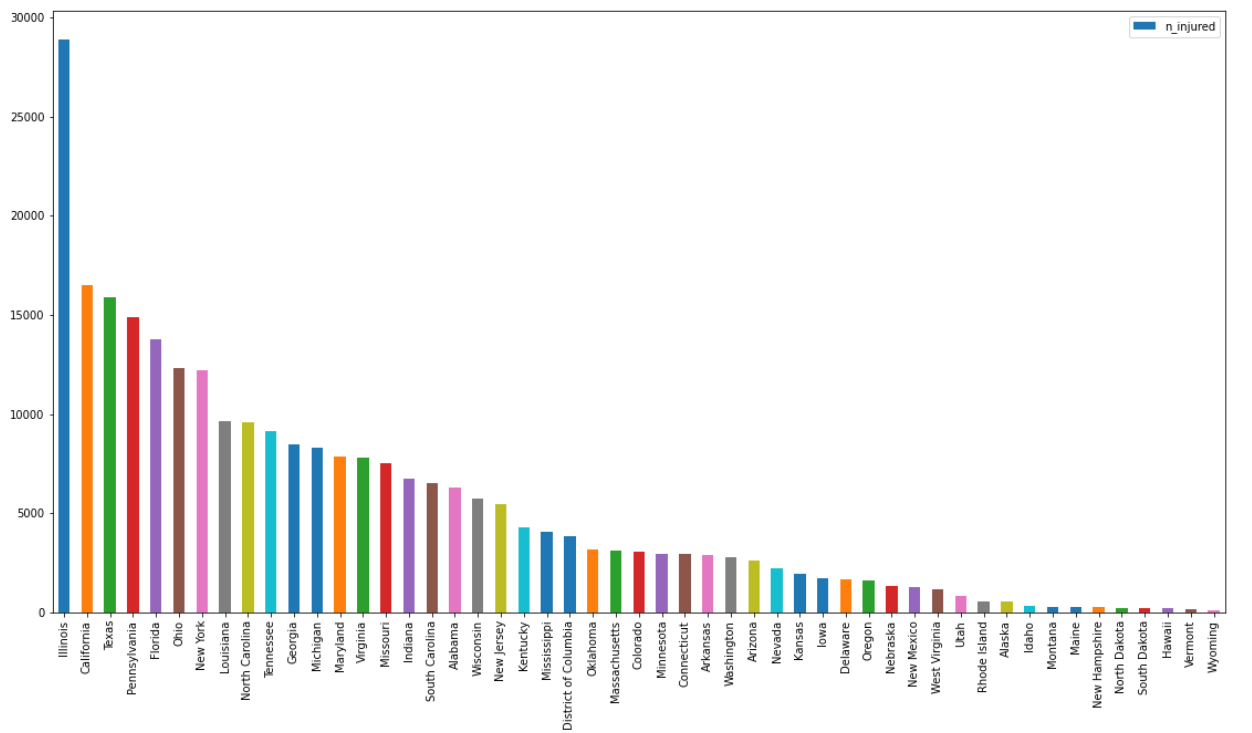 30000
25000
20000
15000
10000
5000
0
n_injured
Illinois
California
Texas
Pennsylvania
Florida
Ohio
New York
Louisiana
North Carolina
Tennessee
Georgia
Michigan
Maryland
Virginia
Missouri
Indiana
South Carolina
Alabama
Wisconsin
New Jersey
Kentucky
Mississippi
District of Columbia
Oklahoma
Massachusetts
Colorado
Minnesota
Connecticut
Arkansas
Washington
Arizona
Nevada
Kansas
Iowa
Delaware
Oregon
Nebraska
New Mexico
West Virginia
Utah
Rhode Island
Alaska
Idaho
Montana
Maine
New Hampshire
North Dakota
South Dakota
Hawaii
Vermont
Wyoming